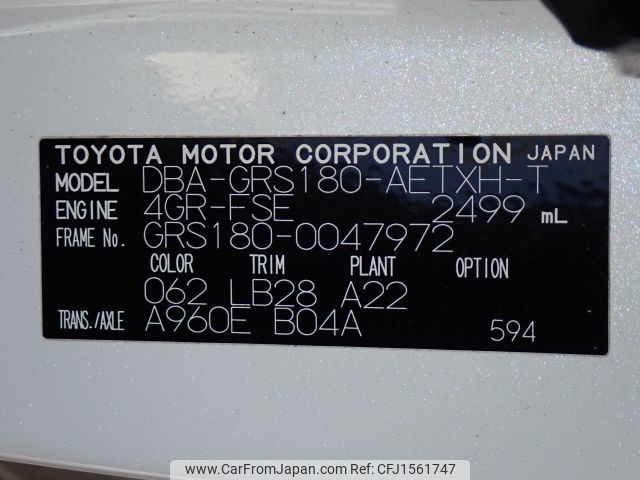 TOYOTA MOTOR CORPORATION JAPAN
MODEL DBA-GRS180-AETXH-T
ENGINE 4GR-FSE 2499 mL
FRAME No. GRS180-0047972
COLOR TRIM PLANT OPTION
062 LB28 A22
TRANS./AXLE A960E B04A 594
© CarFromJapan
www.CarFromJapan.com - CFJ1561747